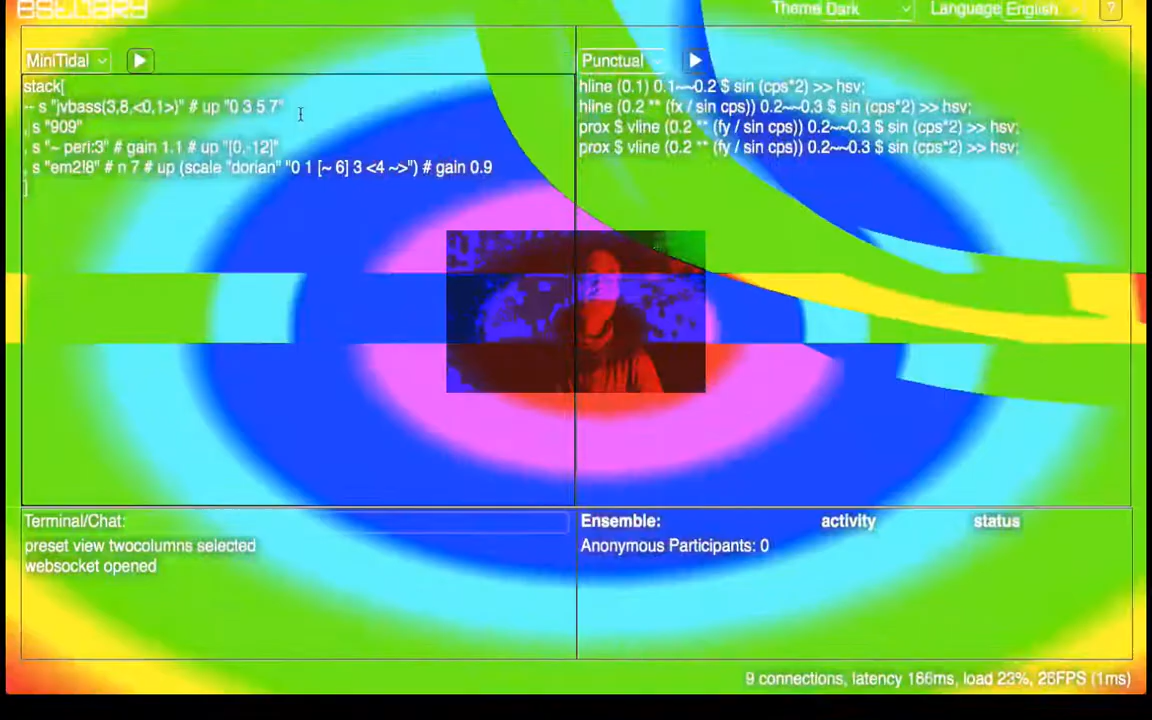 ESTUARY
Theme Dark
Language English
?
MiniTidal
stack[
-- s "jvbass(3,8,<0,1>)" # up "0 3 5 7"
, s "909"
, s "~ peri:3" # gain 1.1 # up "[0,-12]"
, s "em2!8" # n 7 # up (scale "dorian" "0 1 [~ 6] 3 <4 ~>") # gain 0.9
]
Punctual
hline (0.1) 0.1~~0.2 $ sin (cps*2) >> hsv;
hline (0.2 ** (fx / sin cps)) 0.2~~0.3 $ sin (cps*2) >> hsv;
prox $ vline (0.2 ** (fy / sin cps)) 0.2~~0.3 $ sin (cps*2) >> hsv;
prox $ vline (0.2 ** (fy / sin cps)) 0.2~~0.3 $ sin (cps*2) >> hsv;
Terminal/Chat:
preset view twocolumns selected
websocket opened
Ensemble: activity status
Anonymous Participants: 0
9 connections, latency 166ms, load 23%, 26FPS (1ms)